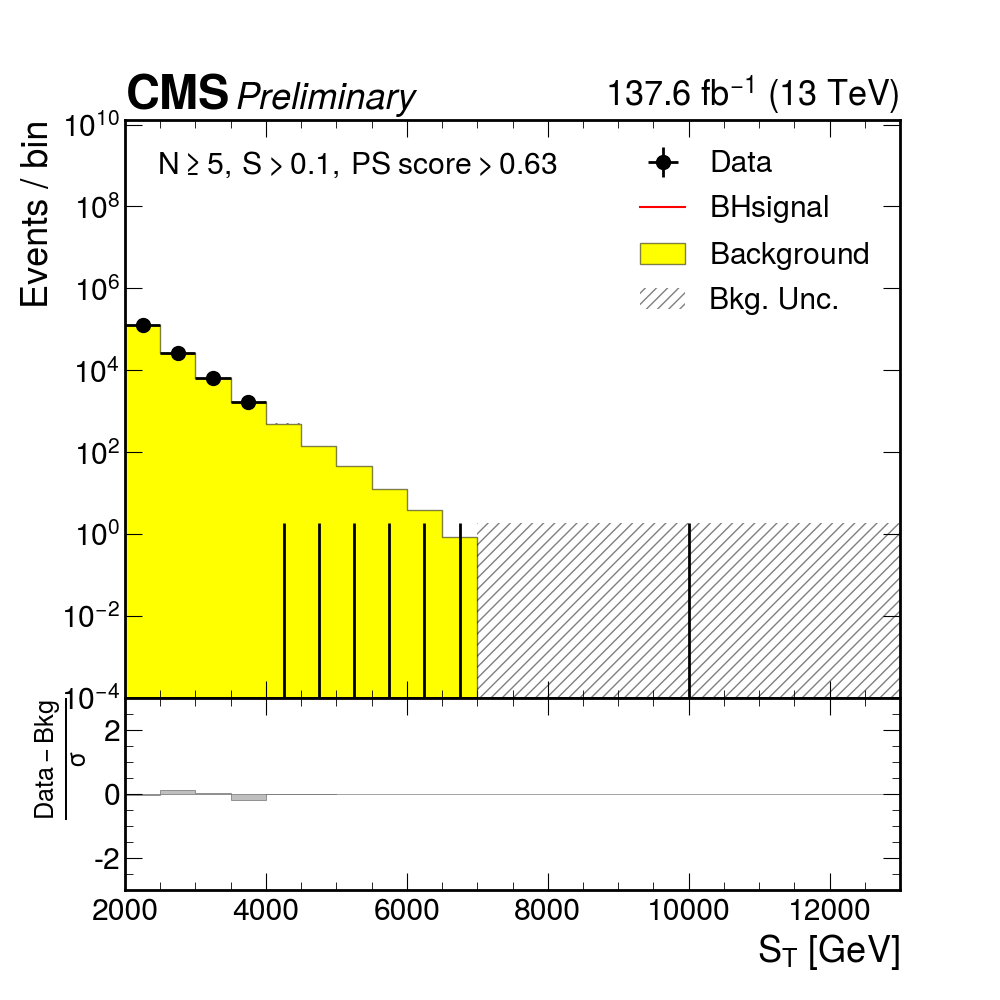 CMS Preliminary 137.6 fb⁻¹ (13 TeV)
Events / bin
N ≥ 5, S > 0.1, PS score > 0.63
Data
BHsignal
Background
Bkg. Unc.
10¹⁰
10⁸
10⁶
10⁴
10²
10⁰
10⁻²
10⁻⁴
Data – Bkg
σ
2
0
-2
2000 4000 6000 8000 10000 12000
S_T [GeV]